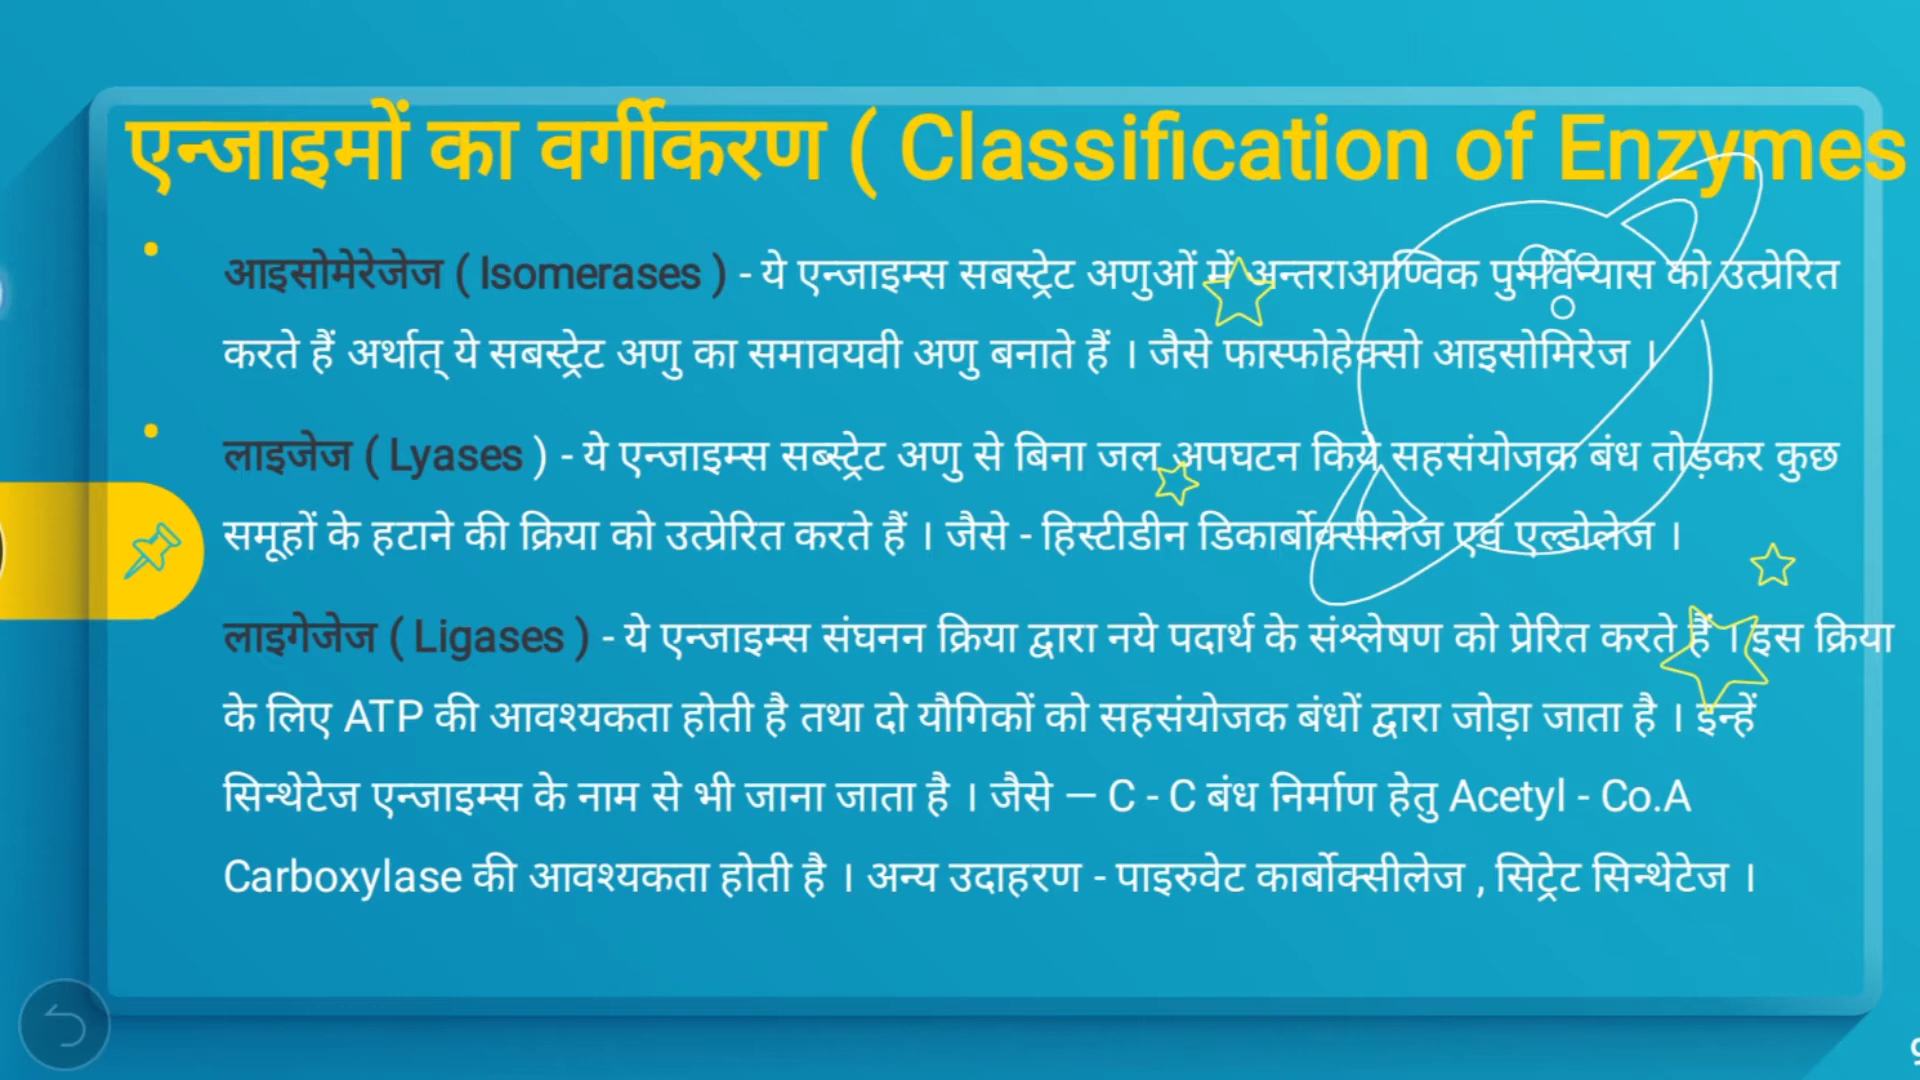 एन्जाइमों का वर्गीकरण ( Classification of Enzymes
आइसोमेरेजेज ( Isomerases ) - ये एन्जाइम्स सबस्ट्रेट अणुओं में अन्तराआण्विक पुनर्विन्यास को उत्प्रेरित
करते हैं अर्थात् ये सबस्ट्रेट अणु का समावयवी अणु बनाते हैं । जैसे फास्फोहेक्सो आइसोमिरेज ।
लाइजेज ( Lyases ) - ये एन्जाइम्स सब्स्ट्रेट अणु से बिना जल अपघटन किये सहसंयोजक बंध तोड़कर कुछ
समूहों के हटाने की क्रिया को उत्प्रेरित करते हैं । जैसे - हिस्टीडीन डिकार्बोक्सीलेज एवं एल्डोलेज ।
लाइगेजेज ( Ligases ) - ये एन्जाइम्स संघनन क्रिया द्वारा नये पदार्थ के संश्लेषण को प्रेरित करते हैं । इस क्रिया
के लिए ATP की आवश्यकता होती है तथा दो यौगिकों को सहसंयोजक बंधों द्वारा जोड़ा जाता है । इन्हें
सिन्थेटेज एन्जाइम्स के नाम से भी जाना जाता है । जैसे — C - C बंध निर्माण हेतु Acetyl - Co.A
Carboxylase की आवश्यकता होती है । अन्य उदाहरण - पाइरुवेट कार्बोक्सीलेज , सिट्रेट सिन्थेटेज ।